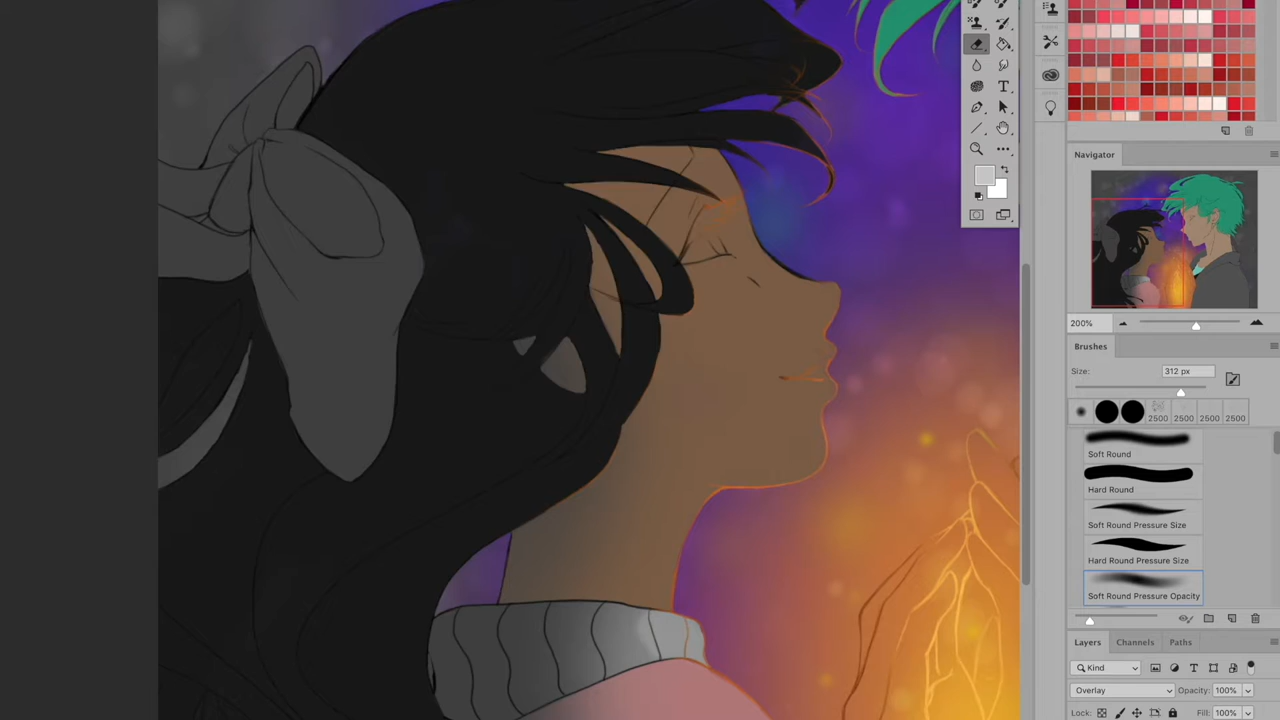 Navigator
200%
Brushes
Size:
312 px
2500 2500 2500 2500
Soft Round
Hard Round
Soft Round Pressure Size
Hard Round Pressure Size
Soft Round Pressure Opacity
Layers Channels Paths
Kind
Overlay Opacity: 100%
Lock: Fill: 100%